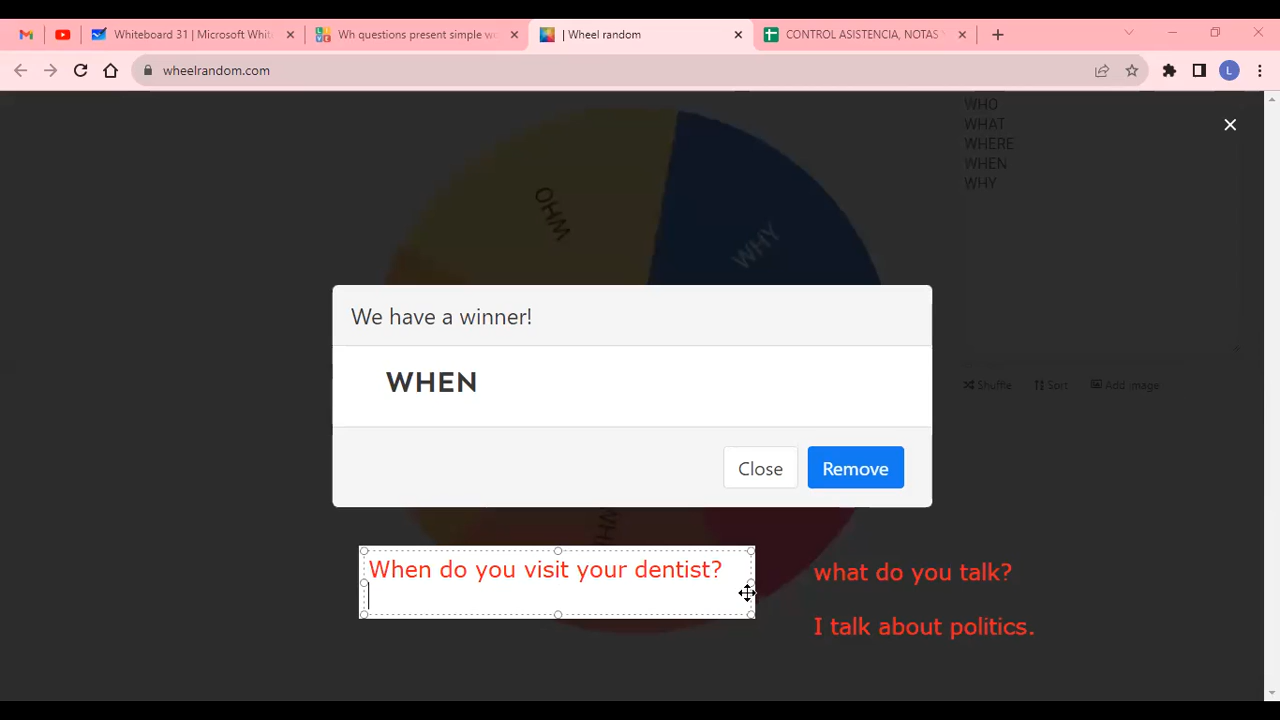 Whiteboard 31 | Microsoft Whit
Wh questions present simple wo
| Wheel random
CONTROL ASISTENCIA, NOTAS Y
wheelrandom.com
L
WHO
WHAT
WHERE
WHEN
WHY
WHO
WHY
We have a winner!
WHEN
Shuffle
Sort
Add image
Close
Remove
When do you visit your dentist?
what do you talk?
I talk about politics.